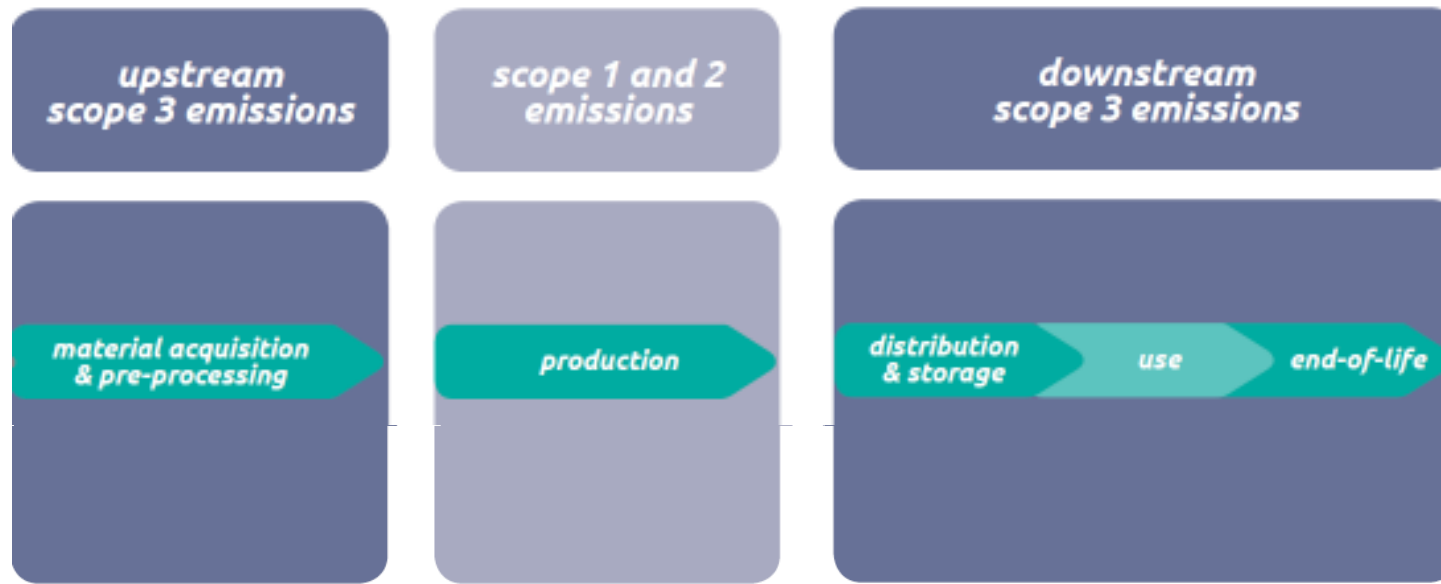 upstream
scope 3 emissions
scope 1 and 2
emissions
downstream
scope 3 emissions
material acquisition
& pre-processing
production
distribution
& storage
use
end-of-life